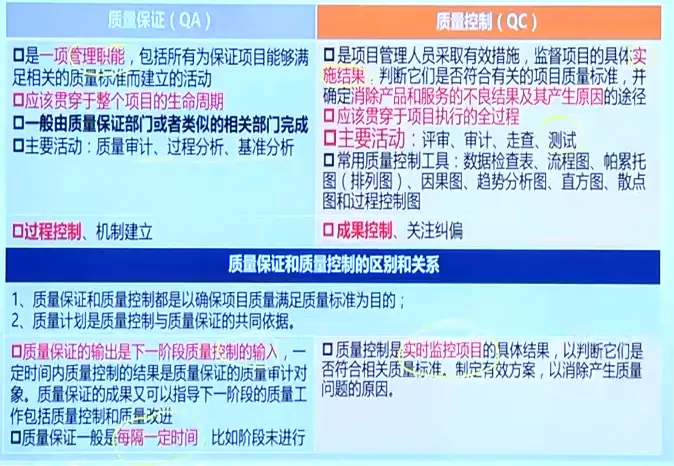 质量保证（QA）
质量控制（QC）
□是一项管理职能，包括所有为保证项目能够满
足相关的质量标准而建立的活动
□应该贯穿于整个项目的生命周期
□一般由质量保证部门或者类似的相关部门完成
□主要活动：质量审计、过程分析、基准分析
□是项目管理人员采取有效措施，监督项目的具体实
施结果，判断它们是否符合有关的项目质量标准，并
确定消除产品和服务的不良结果及其产生原因的途径
□应该贯穿于项目执行的全过程
□主要活动：评审、审计、走查、测试
□常用质量控制工具：数据检查表、流程图、帕累托
图（排列图）、因果图、趋势分析图、直方图、散点
图和过程控制图
□过程控制、机制建立
□成果控制、关注纠偏
质量保证和质量控制的区别和关系
1、质量保证和质量控制都是以确保项目质量满足质量标准为目的；
2、质量计划是质量控制与质量保证的共同依据。
□质量保证的输出是下一阶段质量控制的输入，一
定时间内质量控制的结果是质量保证的质量审计对
象。质量保证的成果又可以指导下一阶段的质量工
作包括质量控制和质量改进
□质量保证一般是每隔一定时间，比如阶段末进行
□质量控制是实时监控项目的具体结果，以判断它们是
否符合相关质量标准。制定有效方案，以消除产生质量
问题的原因。